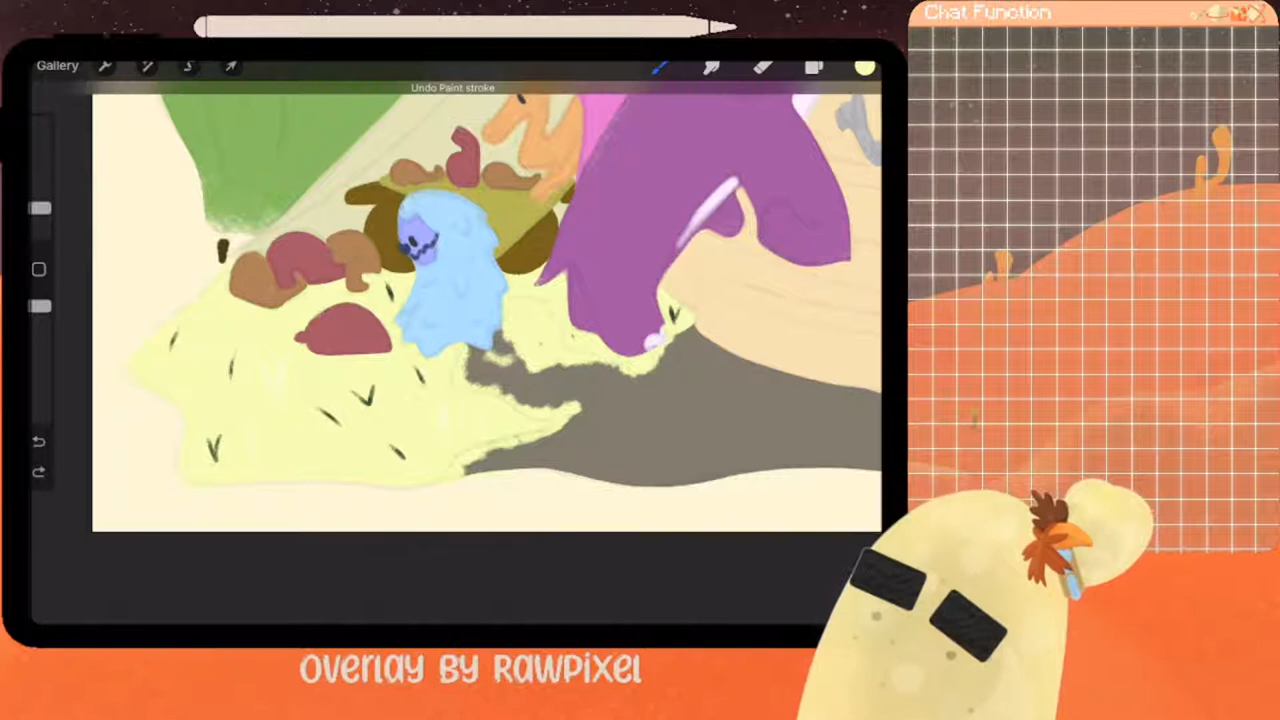 Chat Function
Gallery
Undo Paint stroke
OVERLAY BY RAWPIXEL